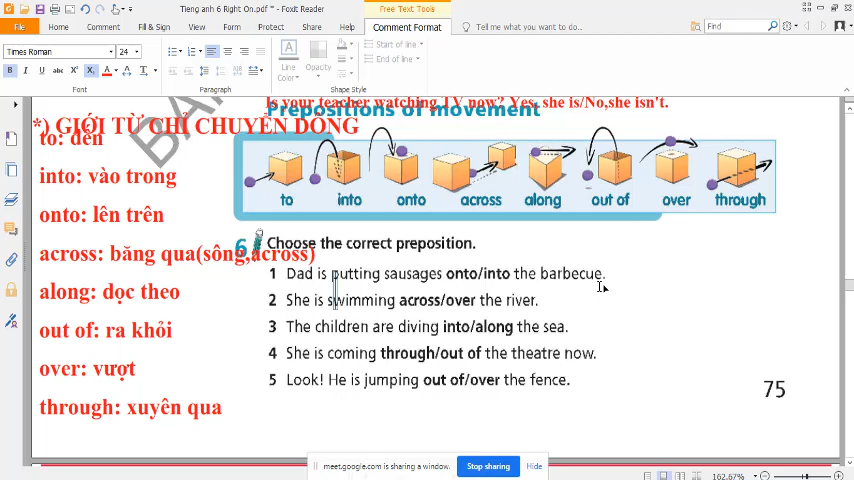 Tieng anh 6 Right On.pdf * - Foxit Reader
Free Text Tools
File Home Comment Fill & Sign View Protect Share Help Comment Format
Tell me what you want to do...
Find
Times Roman 24
Border Color
Opacity
Start of line
End of line
Font Paragraph Shape Style
Is your teacher watching TV now? Yes, she is/No,she isn't.
Prepositions of movement
*) GIỚI TỪ CHỈ CHUYỂN ĐỘNG
to: đến
into: vào trong
onto: lên trên
across: băng qua(sông,across)
along: dọc theo
out of: ra khỏi
over: vượt
through: xuyên qua
to into onto across along out of over through
6 Choose the correct preposition.
1 Dad is putting sausages onto/into the barbecue.
2 She is swimming across/over the river.
3 The children are diving into/along the sea.
4 She is coming through/out of the theatre now.
5 Look! He is jumping out of/over the fence.
75
meet.google.com is sharing a window. Stop sharing Hide
162.67%